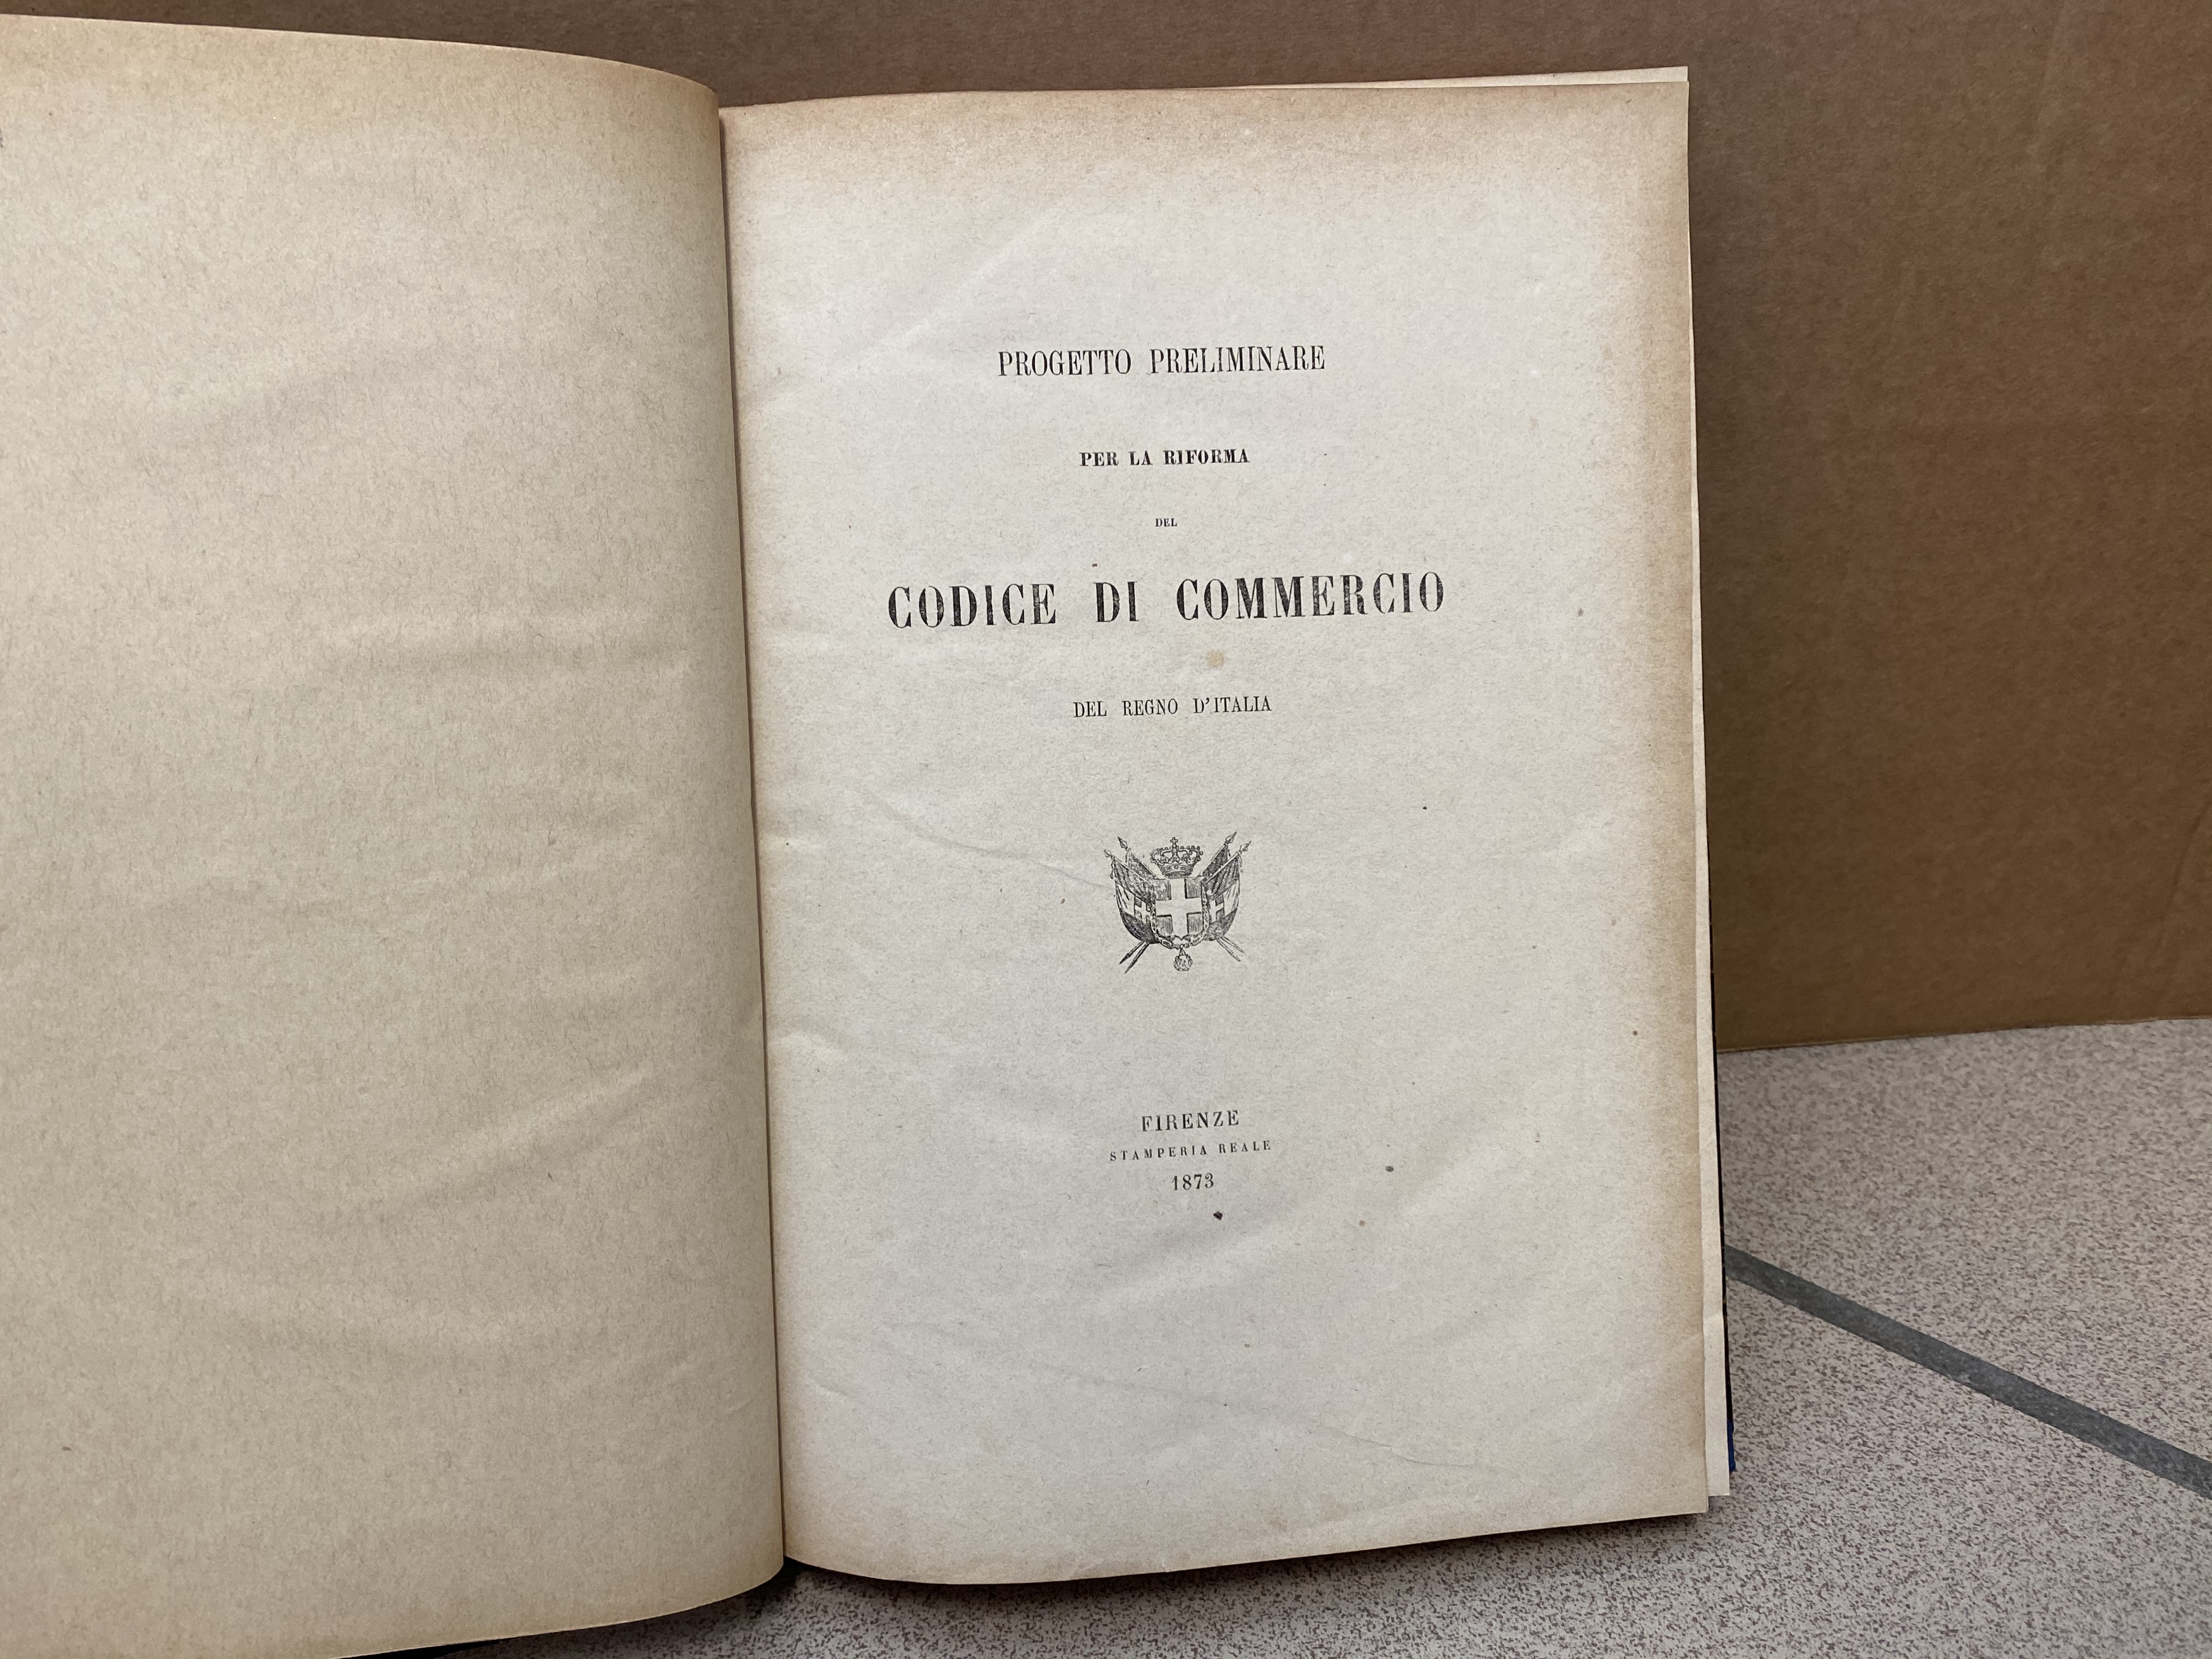 PROGETTO PRELIMINARE
PER LA RIFORMA
DEL
CODICE DI COMMERCIO
DEL REGNO D'ITALIA
FIRENZE
STAMPERIA REALE
1873